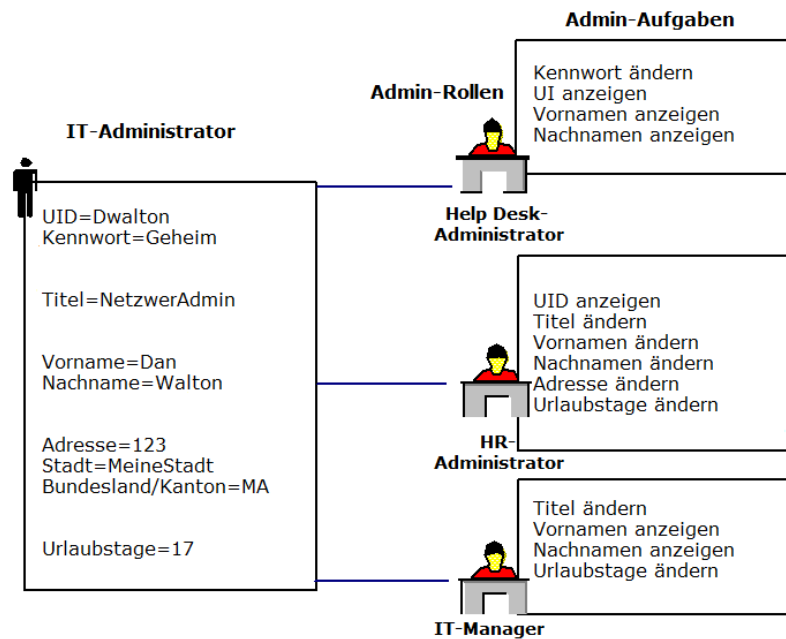 Admin-Aufgaben
Kennwort ändern
UI anzeigen
Vornamen anzeigen
Nachnamen anzeigen
Admin-Rollen
IT-Administrator
Help Desk-
Administrator
UID=Dwalton
Kennwort=Geheim
Titel=NetzwerAdmin
Vorname=Dan
Nachname=Walton
Adresse=123
Stadt=MeineStadt
Bundesland/Kanton=MA
Urlaubstage=17
UID anzeigen
Titel ändern
Vornamen ändern
Nachnamen ändern
Adresse ändern
Urlaubstage ändern
HR-
Administrator
Titel ändern
Vornamen anzeigen
Nachnamen anzeigen
Urlaubstage ändern
IT-Manager